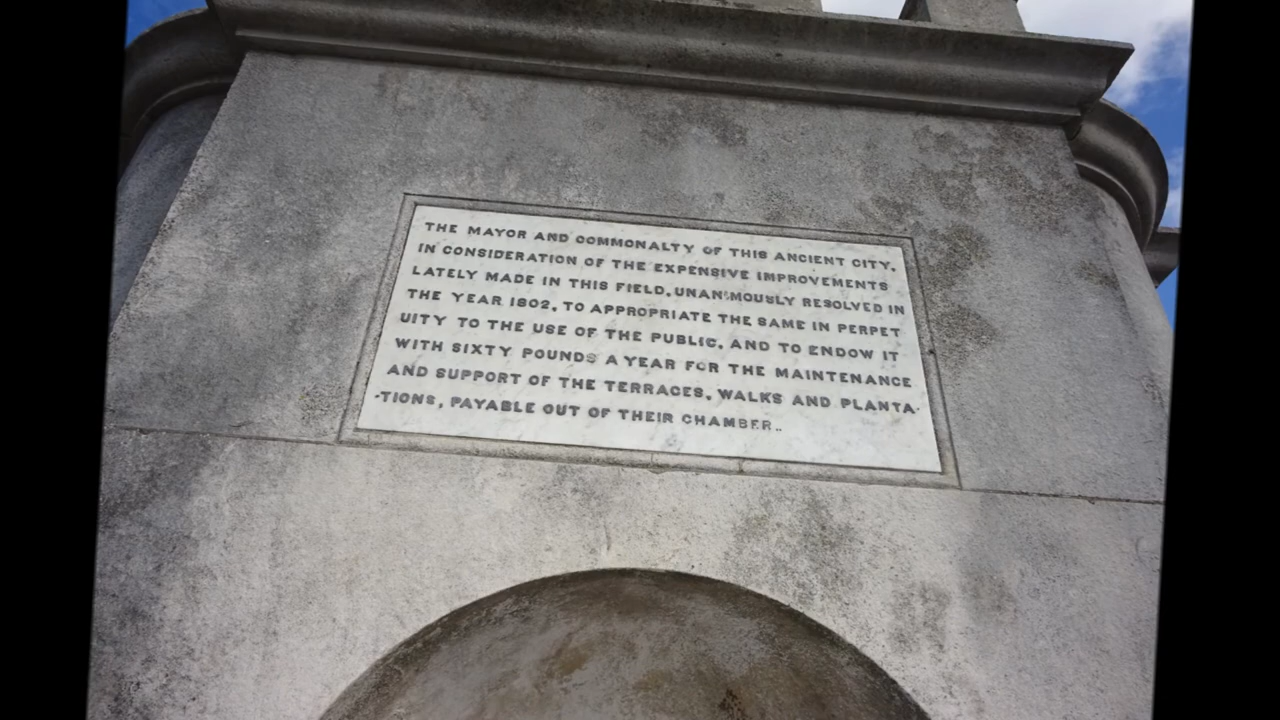 THE MAYOR AND COMMONALTY OF THIS ANCIENT CITY,
IN CONSIDERATION OF THE EXPENSIVE IMPROVEMENTS
LATELY MADE IN THIS FIELD, UNANIMOUSLY RESOLVED IN
THE YEAR 1802, TO APPROPRIATE THE SAME IN PERPET
UITY TO THE USE OF THE PUBLIC, AND TO ENDOW IT
WITH SIXTY POUNDS A YEAR FOR THE MAINTENANCE
AND SUPPORT OF THE TERRACES, WALKS AND PLANTA-
-TIONS, PAYABLE OUT OF THEIR CHAMBER..